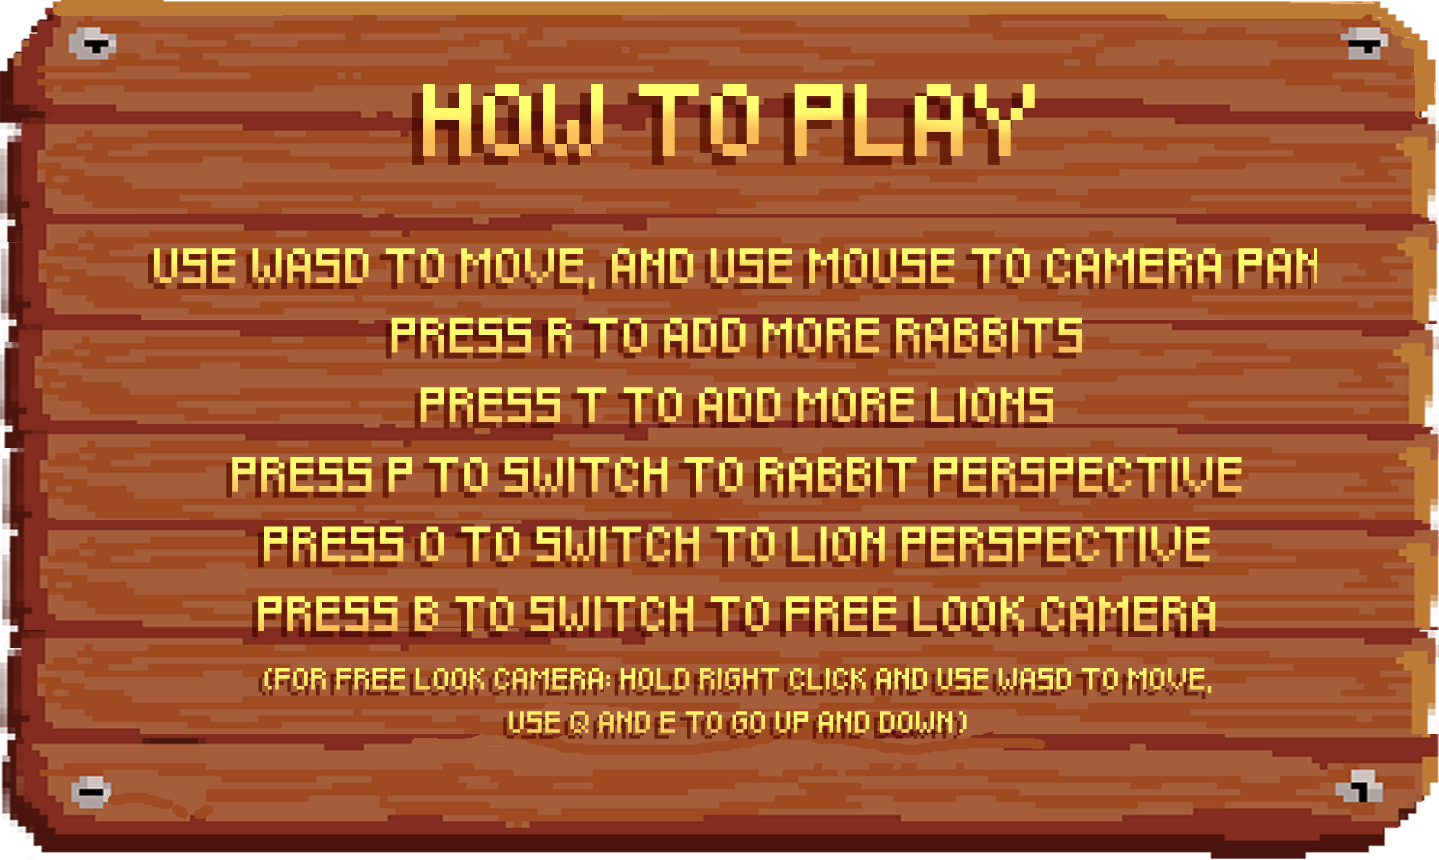 HOW TO PLAY
USE WASD TO MOVE, AND USE MOUSE TO CAMERA PAN
PRESS R TO ADD MORE RABBITS
PRESS T TO ADD MORE LIONS
PRESS P TO SWITCH TO RABBIT PERSPECTIVE
PRESS O TO SWITCH TO LION PERSPECTIVE
PRESS B TO SWITCH TO FREE LOOK CAMERA
(FOR FREE LOOK CAMERA: HOLD RIGHT CLICK AND USE WASD TO MOVE,
USE Q AND E TO GO UP AND DOWN)